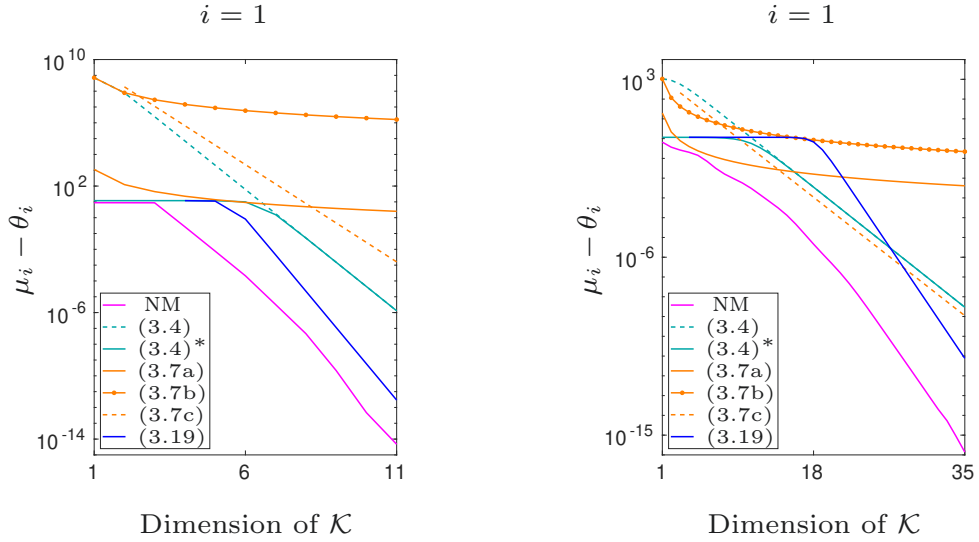 i = 1
10^10
10^2
10^-6
10^-14
μ_i − θ_i
NM
(3.4)
(3.4)*
(3.7a)
(3.7b)
(3.7c)
(3.19)
1
6
11
Dimension of 𝒦
i = 1
10^3
10^-6
10^-15
μ_i − θ_i
NM
(3.4)
(3.4)*
(3.7a)
(3.7b)
(3.7c)
(3.19)
1
18
35
Dimension of 𝒦